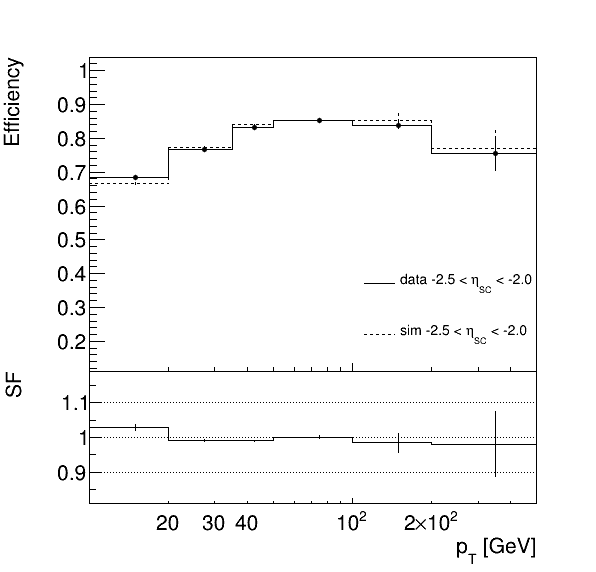 Efficiency
1
0.9
0.8
0.7
0.6
0.5
0.4
0.3
0.2
data -2.5 < η_SC < -2.0
sim -2.5 < η_SC < -2.0
SF
1.1
1
0.9
20 30 40 10² 2×10²
p_T [GeV]